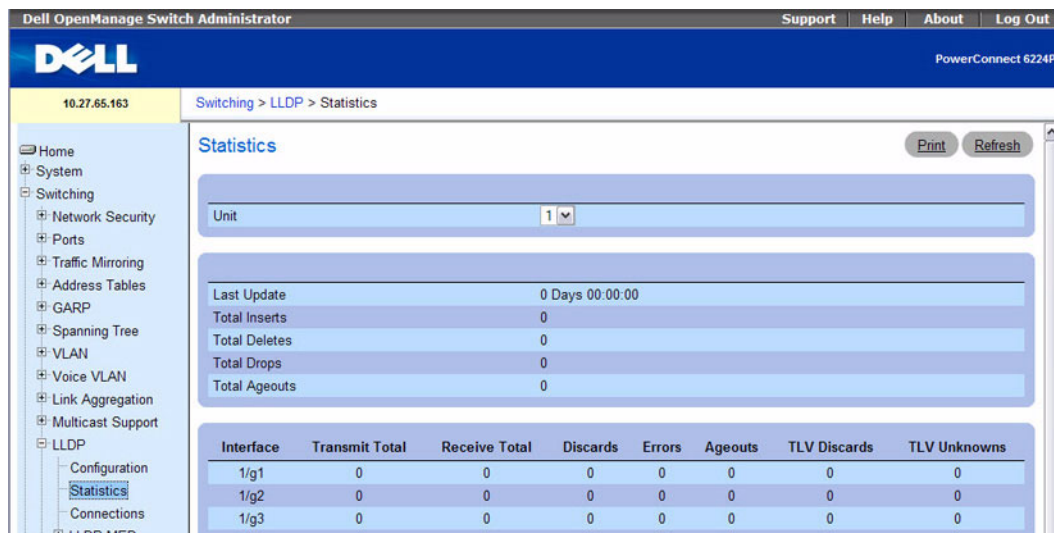 Dell OpenManage Switch Administrator Support Help About Log Out
DELL
PowerConnect 6224P
10.27.65.163
Switching > LLDP > Statistics
Home
System
Switching
Network Security
Ports
Traffic Mirroring
Address Tables
GARP
Spanning Tree
VLAN
Voice VLAN
Link Aggregation
Multicast Support
LLDP
Configuration
Statistics
Connections
LLDP-MED
Statistics
Print Refresh
Unit 1
Last Update 0 Days 00:00:00
Total Inserts 0
Total Deletes 0
Total Drops 0
Total Ageouts 0
Interface Transmit Total Receive Total Discards Errors Ageouts TLV Discards TLV Unknowns
1/g1 0 0 0 0 0 0 0
1/g2 0 0 0 0 0 0 0
1/g3 0 0 0 0 0 0 0